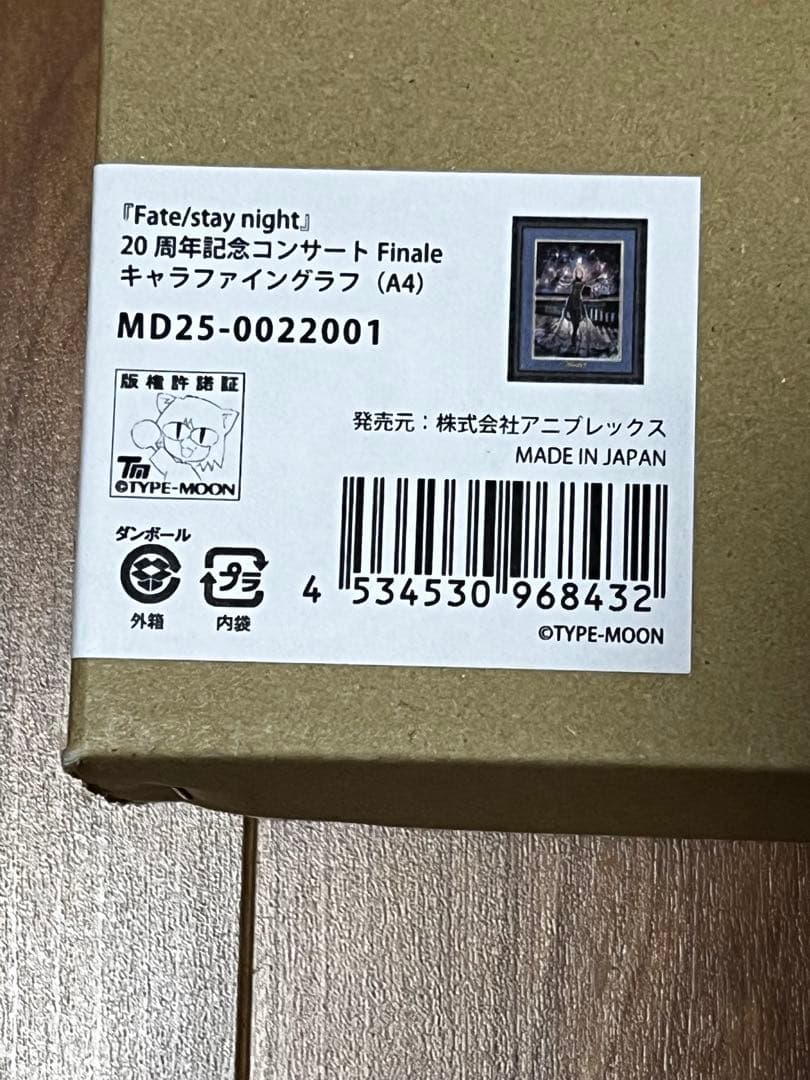 『Fate/stay night』
20 周年記念コンサート Finale
キャラファイングラフ（A4）
MD25-0022001
版権許諾証
TM
©TYPE-MOON
発売元：株式会社アニプレックス
MADE IN JAPAN
ダンボール
外箱
プラ
内袋
4 534530 968432
©TYPE-MOON